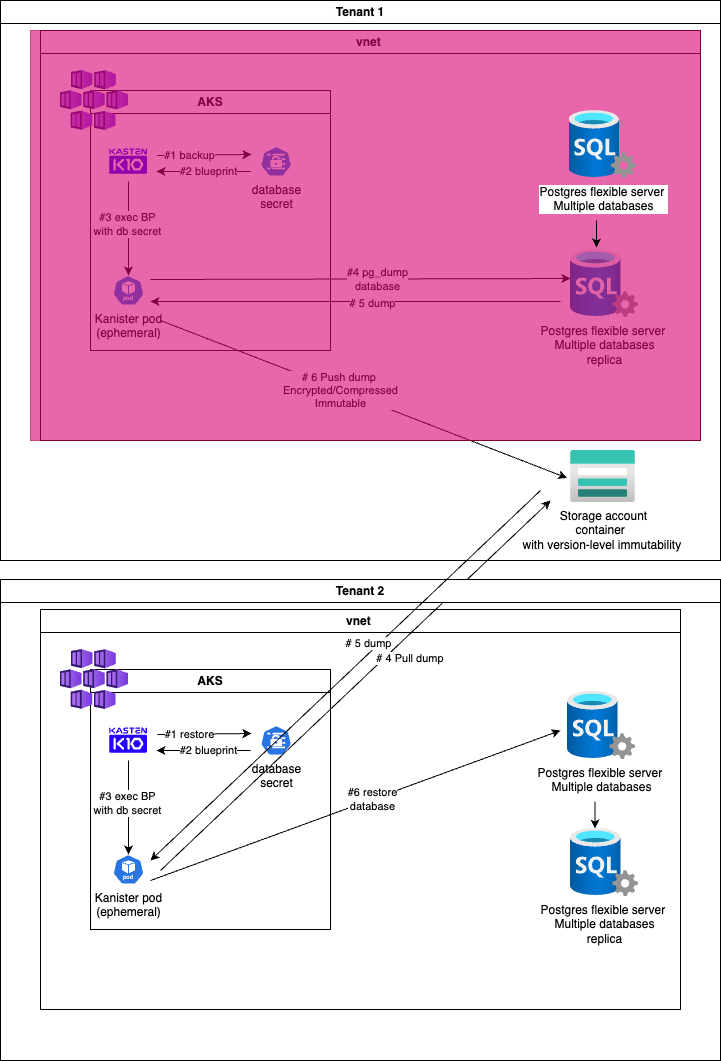 Tenant 1
vnet
AKS
KASTEN
K10
#1 backup
#2 blueprint
database
secret
#3 exec BP
with db secret
pod
Kanister pod
(ephemeral)
SQL
Postgres flexible server
Multiple databases
#4 pg_dump
database
# 5 dump
SQL
Postgres flexible server
Multiple databases
replica
# 6 Push dump
Encrypted/Compressed
Immutable
Storage account
container
with version-level immutability
Tenant 2
vnet
# 5 dump
# 4 Pull dump
AKS
KASTEN
K10
#1 restore
#2 blueprint
database
secret
#3 exec BP
with db secret
pod
Kanister pod
(ephemeral)
#6 restore
database
SQL
Postgres flexible server
Multiple databases
SQL
Postgres flexible server
Multiple databases
replica